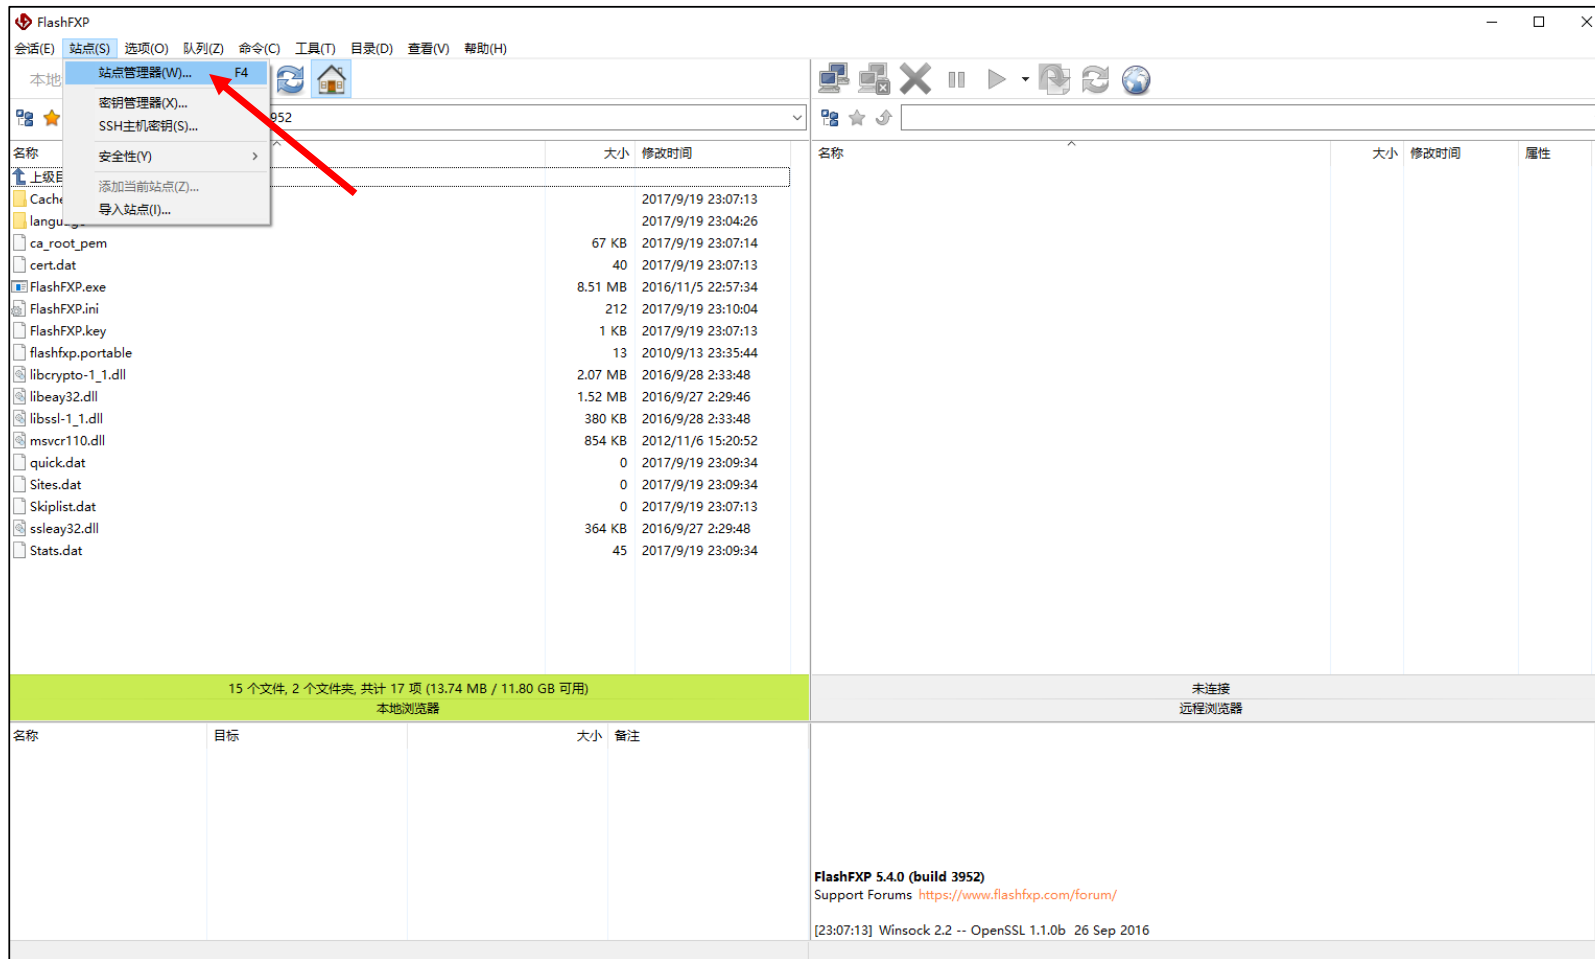 FlashFXP
会话(E) 站点(S) 选项(O) 队列(Z) 命令(C) 工具(T) 目录(D) 查看(V) 帮助(H)
本地
站点管理器(W)... F4
密钥管理器(X)...
SSH主机密钥(S)...
安全性(Y)
添加当前站点(Z)...
导入站点(I)...
3952
名称 大小 修改时间
上级目
Cache 2017/9/19 23:07:13
language 2017/9/19 23:04:26
ca_root_pem 67 KB 2017/9/19 23:07:14
cert.dat 40 2017/9/19 23:07:13
FlashFXP.exe 8.51 MB 2016/11/5 22:57:34
FlashFXP.ini 212 2017/9/19 23:10:04
FlashFXP.key 1 KB 2017/9/19 23:07:13
flashfxp.portable 13 2010/9/13 23:35:44
libcrypto-1_1.dll 2.07 MB 2016/9/28 2:33:48
libeay32.dll 1.52 MB 2016/9/27 2:29:46
libssl-1_1.dll 380 KB 2016/9/28 2:33:48
msvcr110.dll 854 KB 2012/11/6 15:20:52
quick.dat 0 2017/9/19 23:09:34
Sites.dat 0 2017/9/19 23:09:34
Skiplist.dat 0 2017/9/19 23:07:13
ssleay32.dll 364 KB 2016/9/27 2:29:48
Stats.dat 45 2017/9/19 23:09:34
15 个文件, 2 个文件夹, 共计 17 项 (13.74 MB / 11.80 GB 可用)
本地浏览器
名称 大小 修改时间 属性
未连接
远程浏览器
名称 目标 大小 备注
FlashFXP 5.4.0 (build 3952)
Support Forums https://www.flashfxp.com/forum/
[23:07:13] Winsock 2.2 -- OpenSSL 1.1.0b 26 Sep 2016